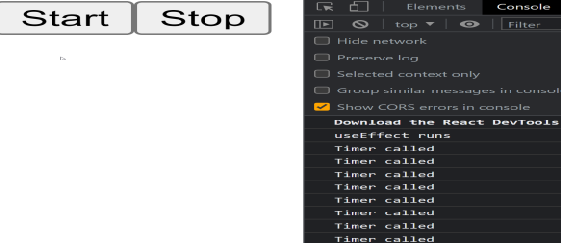 Start Stop
Elements Console
top Filter
Hide network
Preserve log
Selected context only
Group similar messages in consol
Show CORS errors in console
Download the React DevTools
useEffect runs
Timer called
Timer called
Timer called
Timer called
Timer called
Timer called
Timer called
Timer called